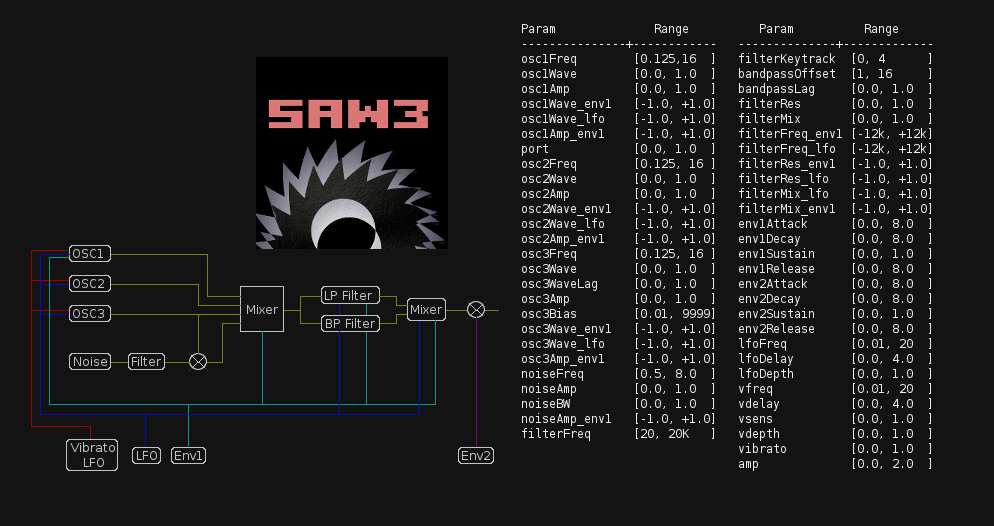 SAW3
OSC1
OSC2
OSC3
Noise
Filter
Mixer
LP Filter
BP Filter
Mixer
Vibrato
LFO
LFO
Env1
Env2
Param Range
---------------+------------
osc1Freq [0.125,16 ]
osc1Wave [0.0, 1.0 ]
osc1Amp [0.0, 1.0 ]
osc1Wave_env1 [-1.0, +1.0]
osc1Wave_lfo [-1.0, +1.0]
osc1Amp_env1 [-1.0, +1.0]
port [0.0, 1.0 ]
osc2Freq [0.125, 16 ]
osc2Wave [0.0, 1.0 ]
osc2Amp [0.0, 1.0 ]
osc2Wave_env1 [-1.0, +1.0]
osc2Wave_lfo [-1.0, +1.0]
osc2Amp_env1 [-1.0, +1.0]
osc3Freq [0.125, 16 ]
osc3Wave [0.0, 1.0 ]
osc3WaveLag [0.0, 1.0 ]
osc3Amp [0.0, 1.0 ]
osc3Bias [0.01, 9999]
osc3Wave_env1 [-1.0, +1.0]
osc3Wave_lfo [-1.0, +1.0]
osc3Amp_env1 [-1.0, +1.0]
noiseFreq [0.5, 8.0 ]
noiseAmp [0.0, 1.0 ]
noiseBW [0.0, 1.0 ]
noiseAmp_env1 [-1.0, +1.0]
filterFreq [20, 20K ]
Param Range
--------------+-------------
filterKeytrack [0, 4 ]
bandpassOffset [1, 16 ]
bandpassLag [0.0, 1.0 ]
filterRes [0.0, 1.0 ]
filterMix [0.0, 1.0 ]
filterFreq_env1 [-12k, +12k]
filterFreq_lfo [-12k, +12k]
filterRes_env1 [-1.0, +1.0]
filterRes_lfo [-1.0, +1.0]
filterMix_lfo [-1.0, +1.0]
filterMix_env1 [-1.0, +1.0]
env1Attack [0.0, 8.0 ]
env1Decay [0.0, 8.0 ]
env1Sustain [0.0, 1.0 ]
env1Release [0.0, 8.0 ]
env2Attack [0.0, 8.0 ]
env2Decay [0.0, 8.0 ]
env2Sustain [0.0, 1.0 ]
env2Release [0.0, 8.0 ]
lfoFreq [0.01, 20 ]
lfoDelay [0.0, 4.0 ]
lfoDepth [0.0, 1.0 ]
vfreq [0.01, 20 ]
vdelay [0.0, 4.0 ]
vsens [0.0, 1.0 ]
vdepth [0.0, 1.0 ]
vibrato [0.0, 1.0 ]
amp [0.0, 2.0 ]